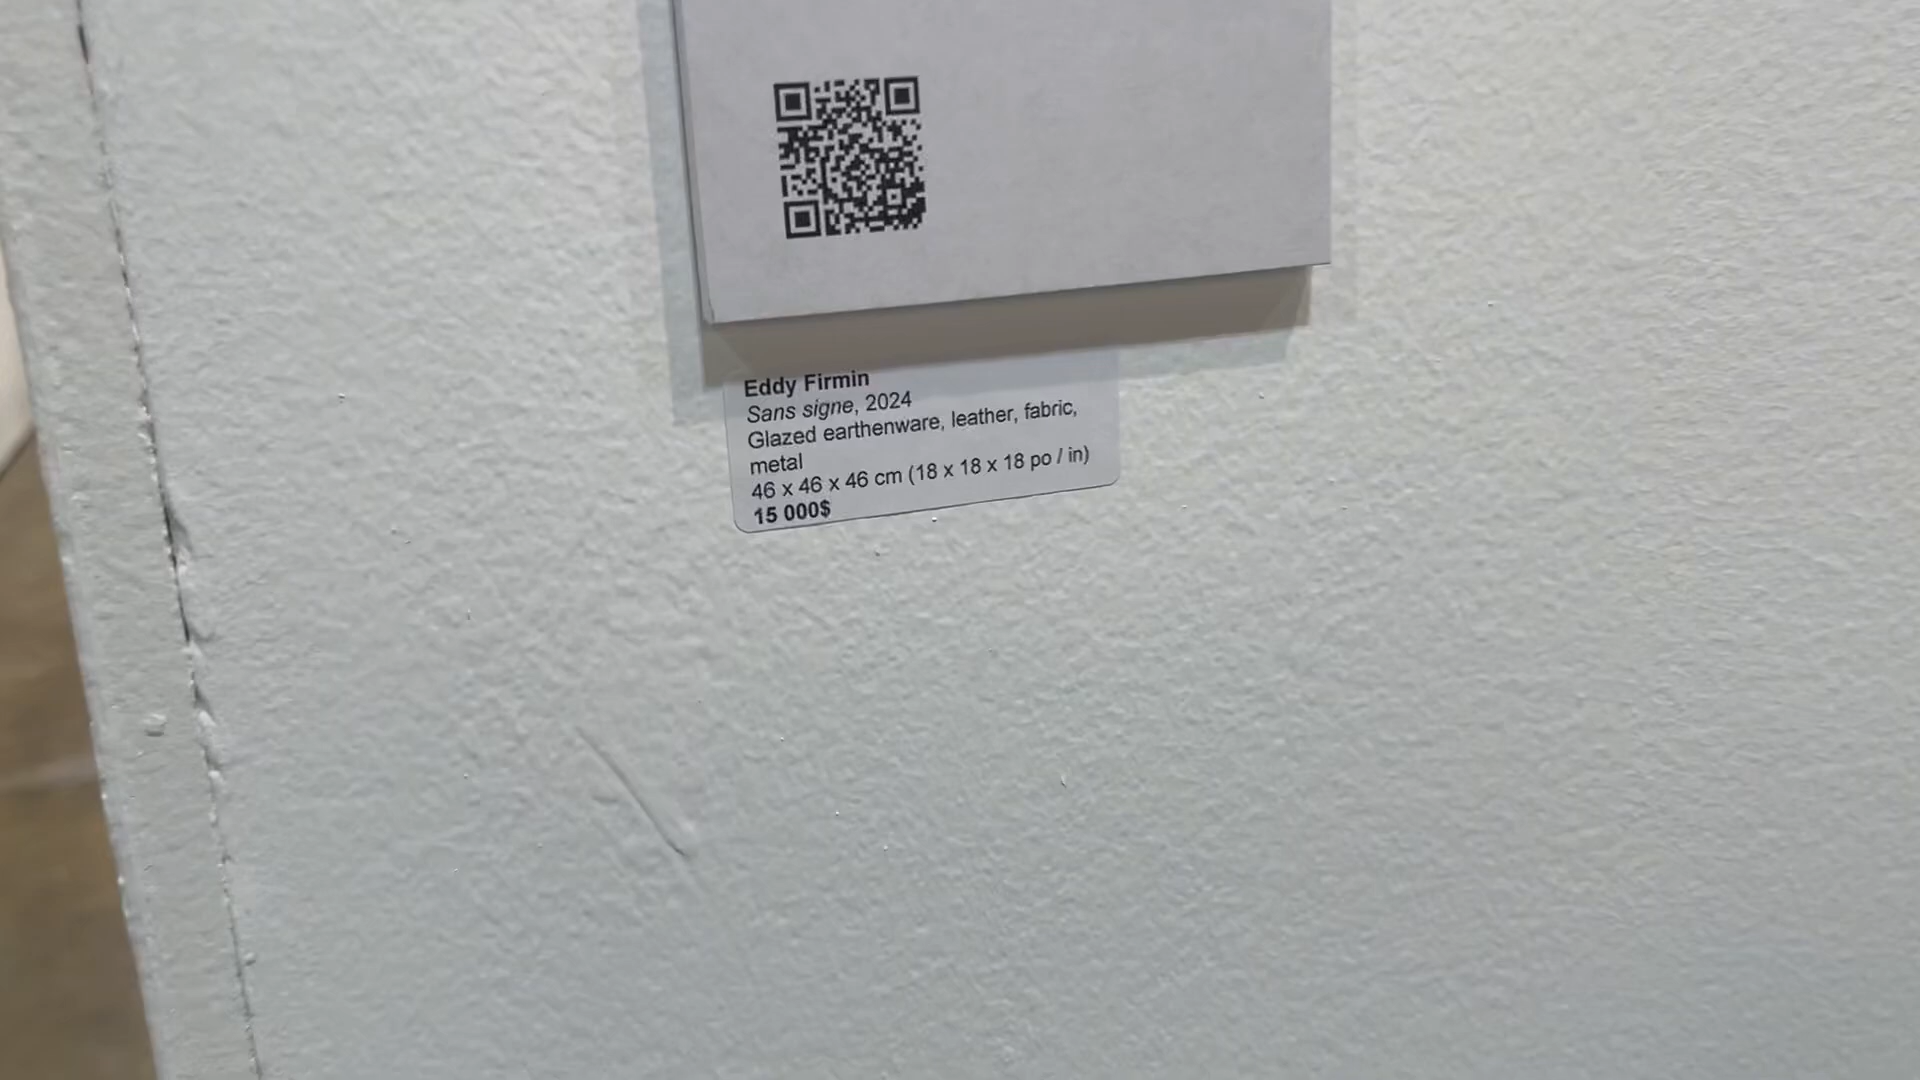 Eddy Firmin
Sans signe, 2024
Glazed earthenware, leather, fabric,
metal
46 x 46 x 46 cm (18 x 18 x 18 po / in)
15 000$